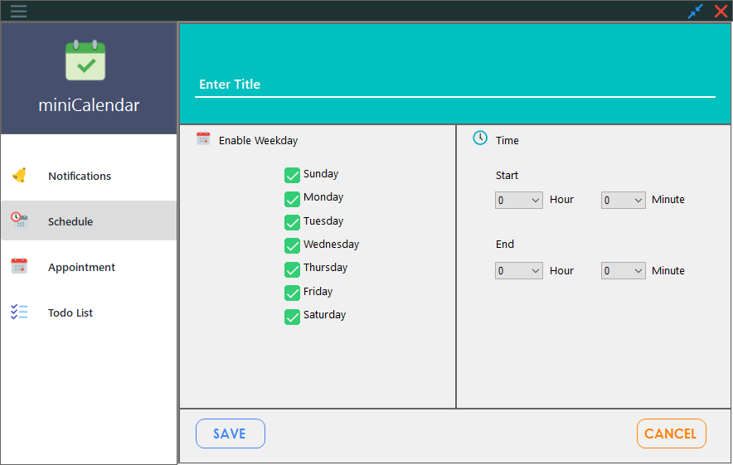 miniCalendar
Notifications
Schedule
Appointment
Todo List
Enter Title
Enable Weekday
Sunday
Monday
Tuesday
Wednesday
Thursday
Friday
Saturday
Time
Start
0 Hour 0 Minute
End
0 Hour 0 Minute
SAVE
CANCEL